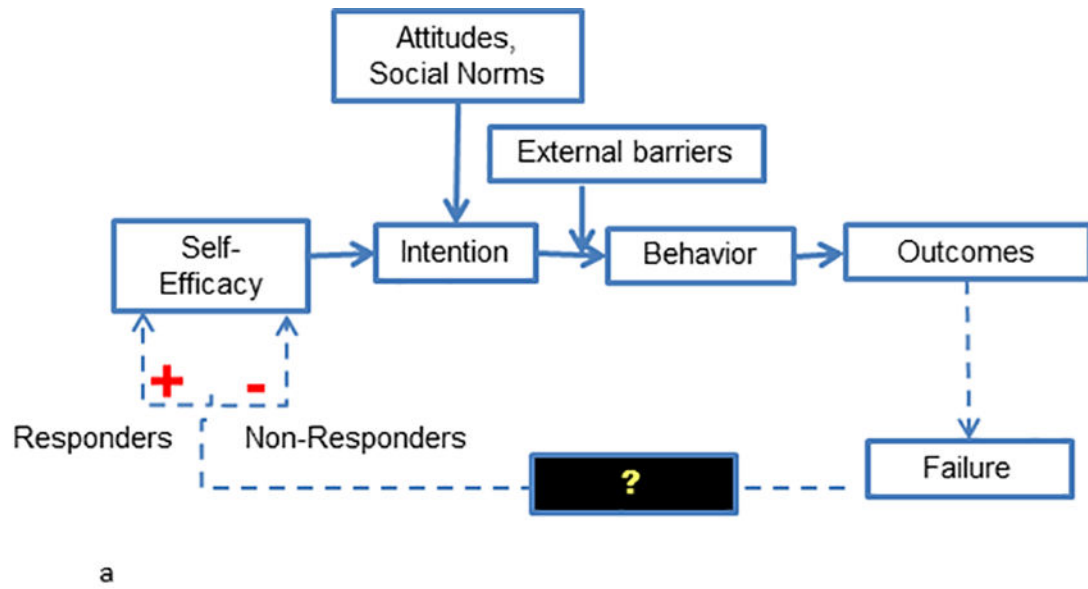 Attitudes,
Social Norms
External barriers
Self-
Efficacy
Intention
Behavior
Outcomes
+
-
Responders
Non-Responders
?
Failure
a